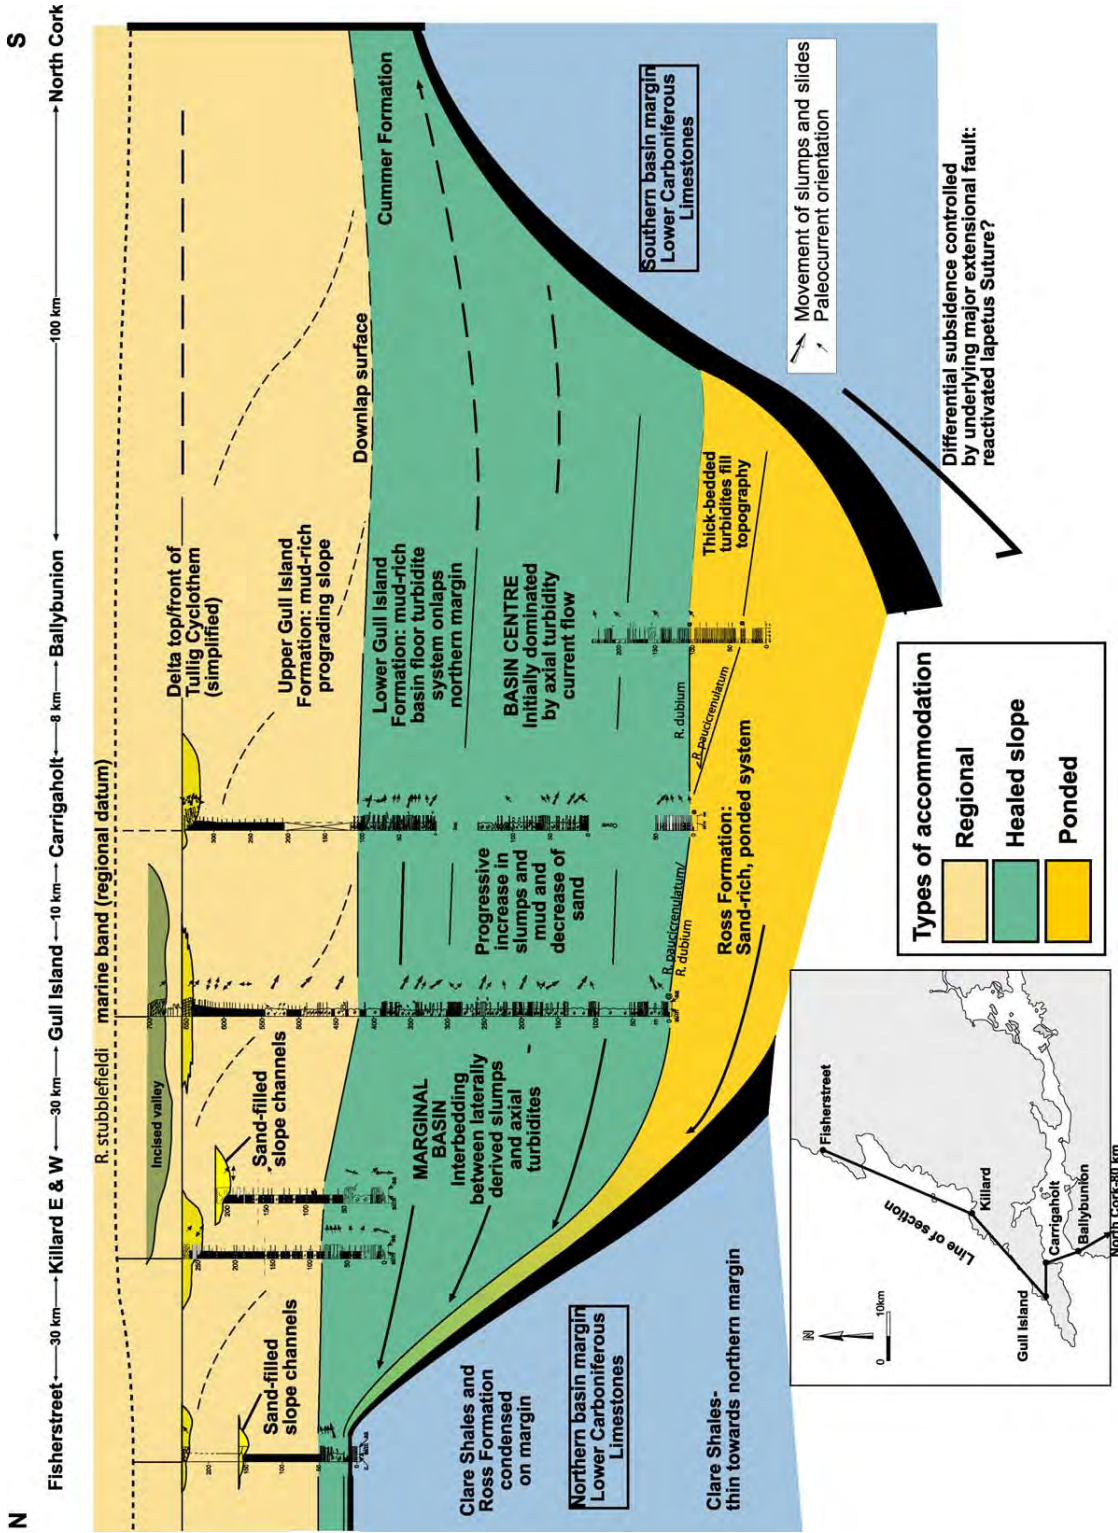 N
S
Fisherstreet
30 km
Killard E & W
30 km
Gull Island
10 km
Carrigaholt
8 km
Ballybunion
100 km
North Cork
R. stubblefieldi
marine band (regional datum)
Incised valley
Delta top/front of
Tullig Cyclothem
(simplified)
Sand-filled
slope channels
Sand-filled
slope channels
Upper Gull Island
Formation: mud-rich
prograding slope
Downlap surface
Cummer Formation
Lower Gull Island
Formation: mud-rich
basin floor turbidite
system onlaps
northern margin
MARGINAL
BASIN
Interbedding
between laterally
derived slumps
and axial
turbidites
Progressive
increase in
slumps and
mud and
decrease of
sand
BASIN CENTRE
Initially dominated
by axial turbidity
current flow
R. paucicrenulatum/
R. dubium
R. dubium
R. paucicrenulatum
Thick-bedded
turbidites fill
topography
Ross Formation:
Sand-rich, ponded system
Clare Shales and
Ross Formation
condensed
on margin
Northern basin margin
Lower Carboniferous
Limestones
Clare Shales-
thin towards northern margin
Southern basin margin
Lower Carboniferous
Limestones
Movement of slumps and slides
Paleocurrent orientation
Differential subsidence controlled
by underlying major extensional fault:
reactivated Iapetus Suture?
Types of accommodation
Regional
Healed slope
Ponded
N
0 10km
Fisherstreet
Line of section
Killard
Gull Island
Carrigaholt
Ballybunion
North Cork-80 km